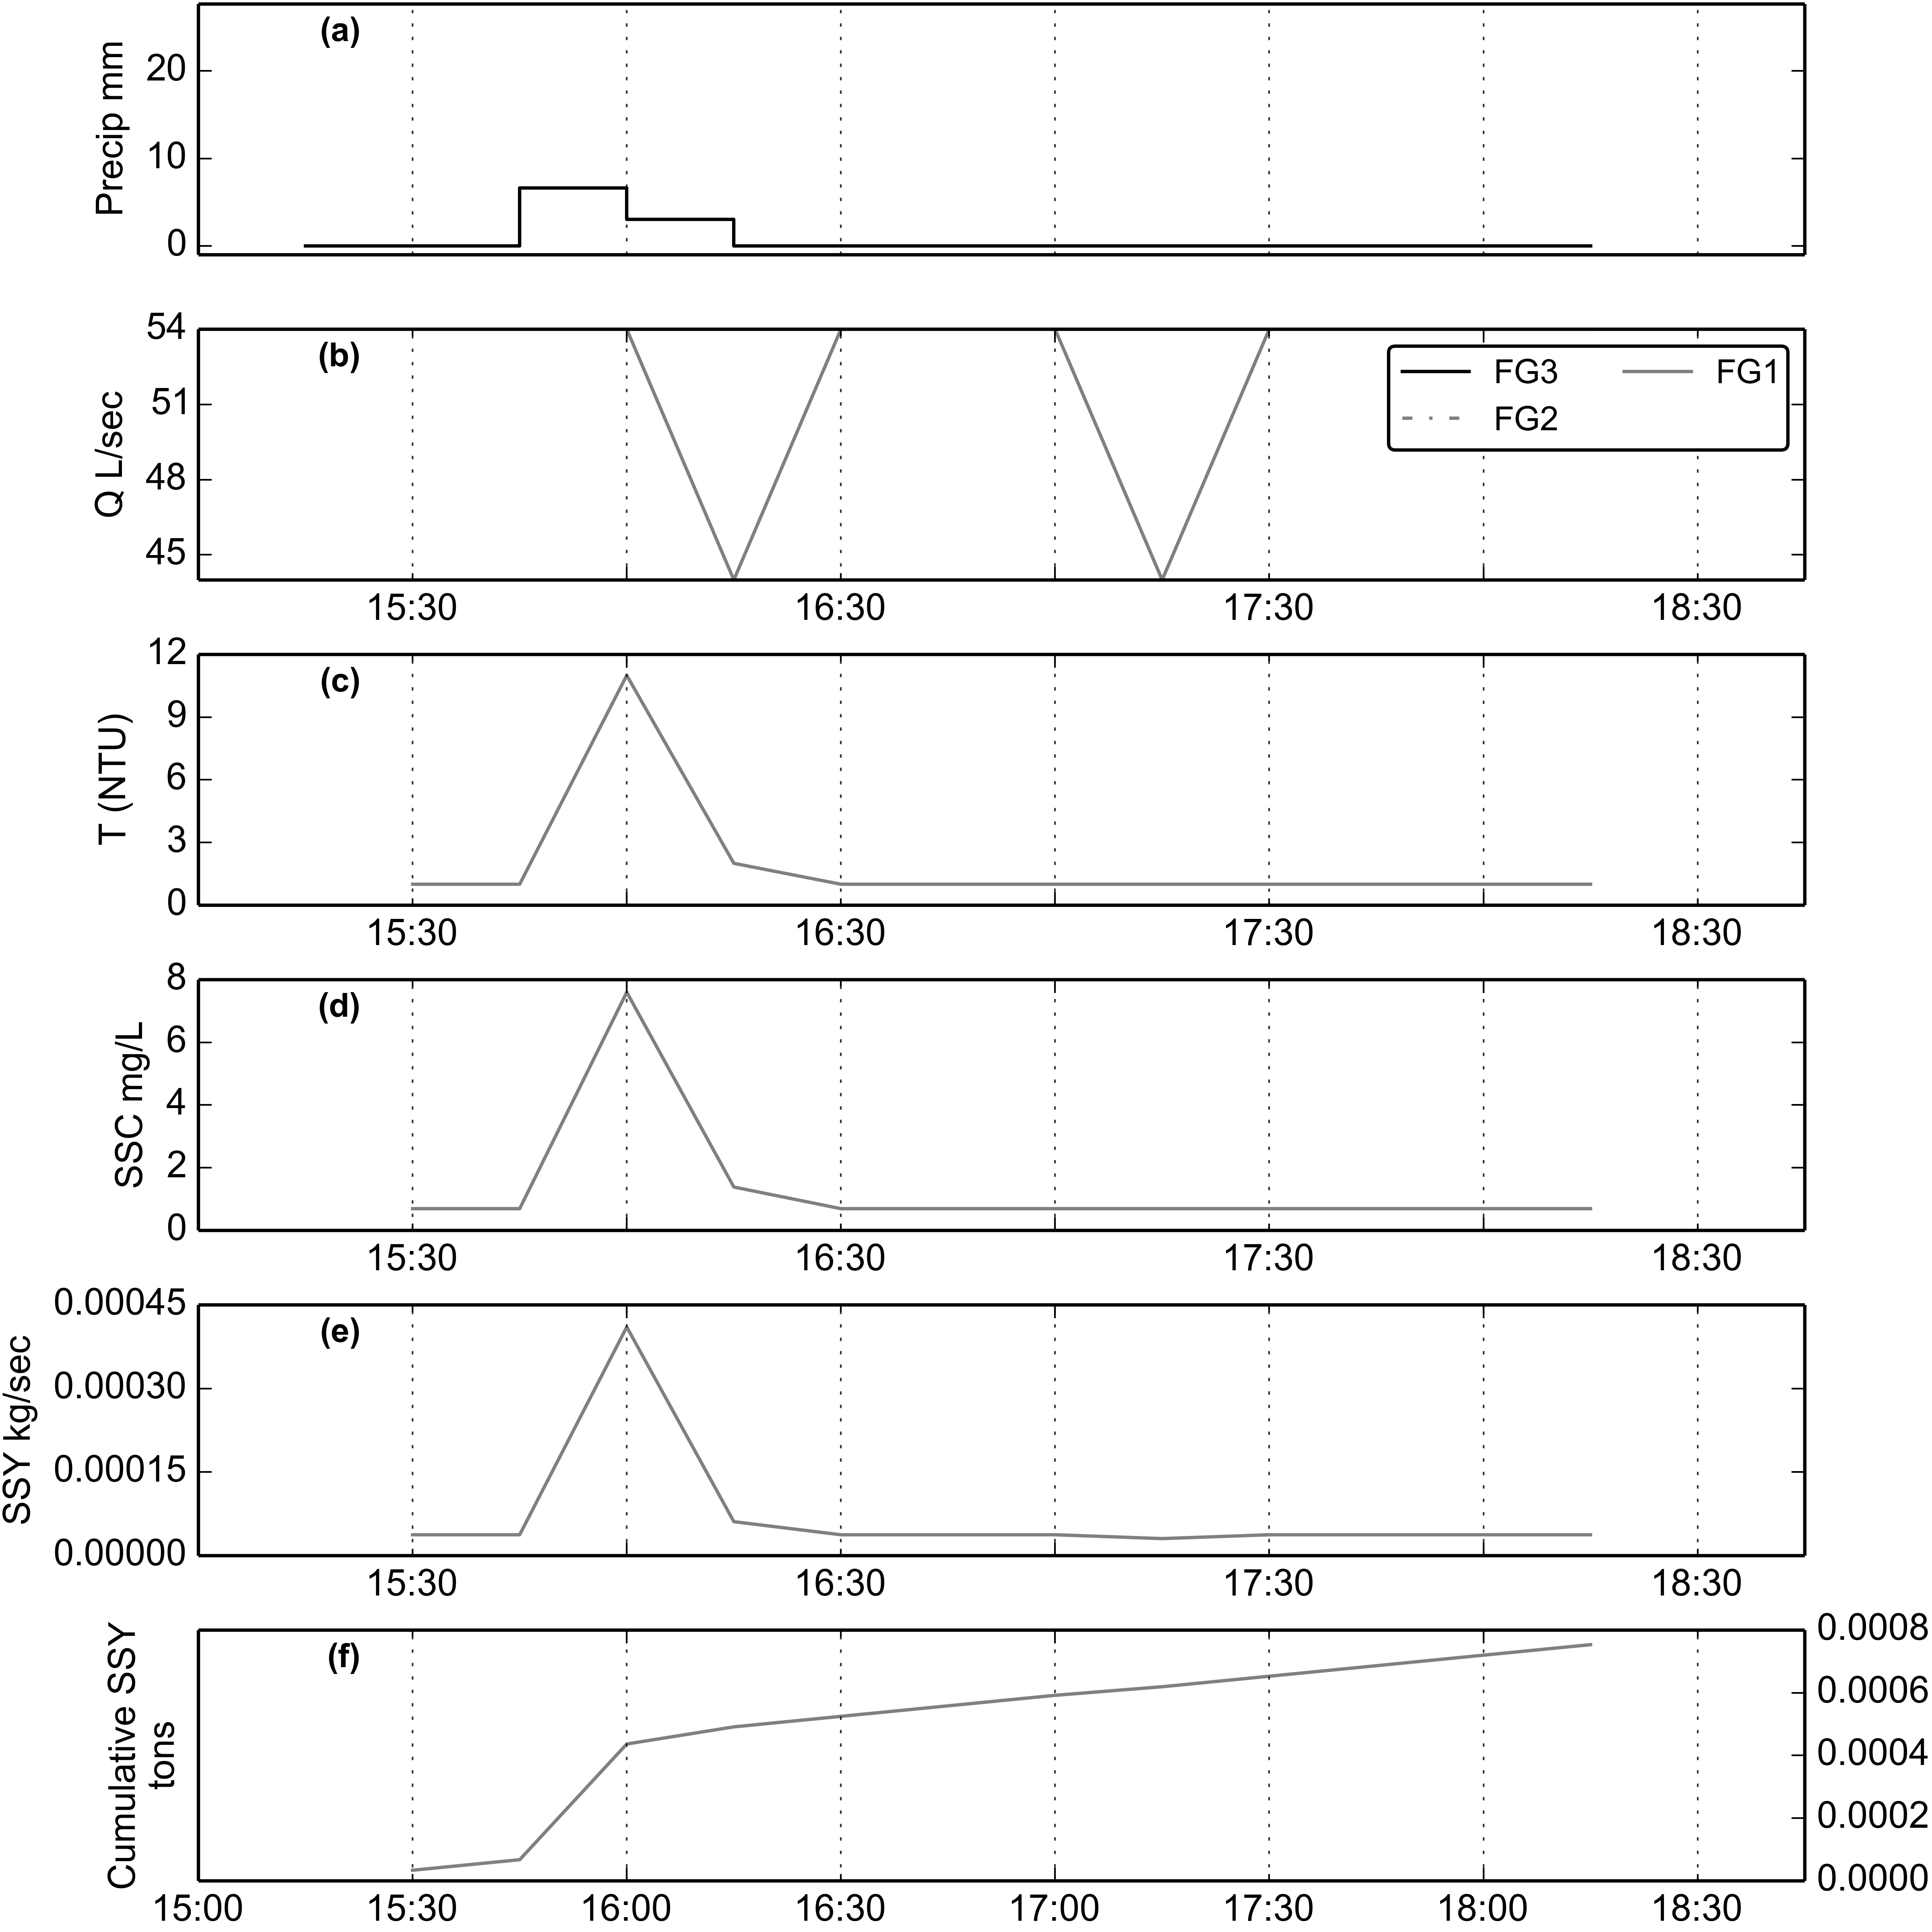 (a)
Precip mm
20
10
0
(b)
Q L/sec
54
51
48
45
FG3 FG1
FG2
15:30 16:30 17:30 18:30
(c)
T (NTU)
12
9
6
3
0
15:30 16:30 17:30 18:30
(d)
SSC mg/L
8
6
4
2
0
15:30 16:30 17:30 18:30
(e)
SSY kg/sec
0.00045
0.00030
0.00015
0.00000
15:30 16:30 17:30 18:30
(f)
Cumulative SSY
tons
0.0008
0.0006
0.0004
0.0002
0.0000
15:00 15:30 16:00 16:30 17:00 17:30 18:00 18:30